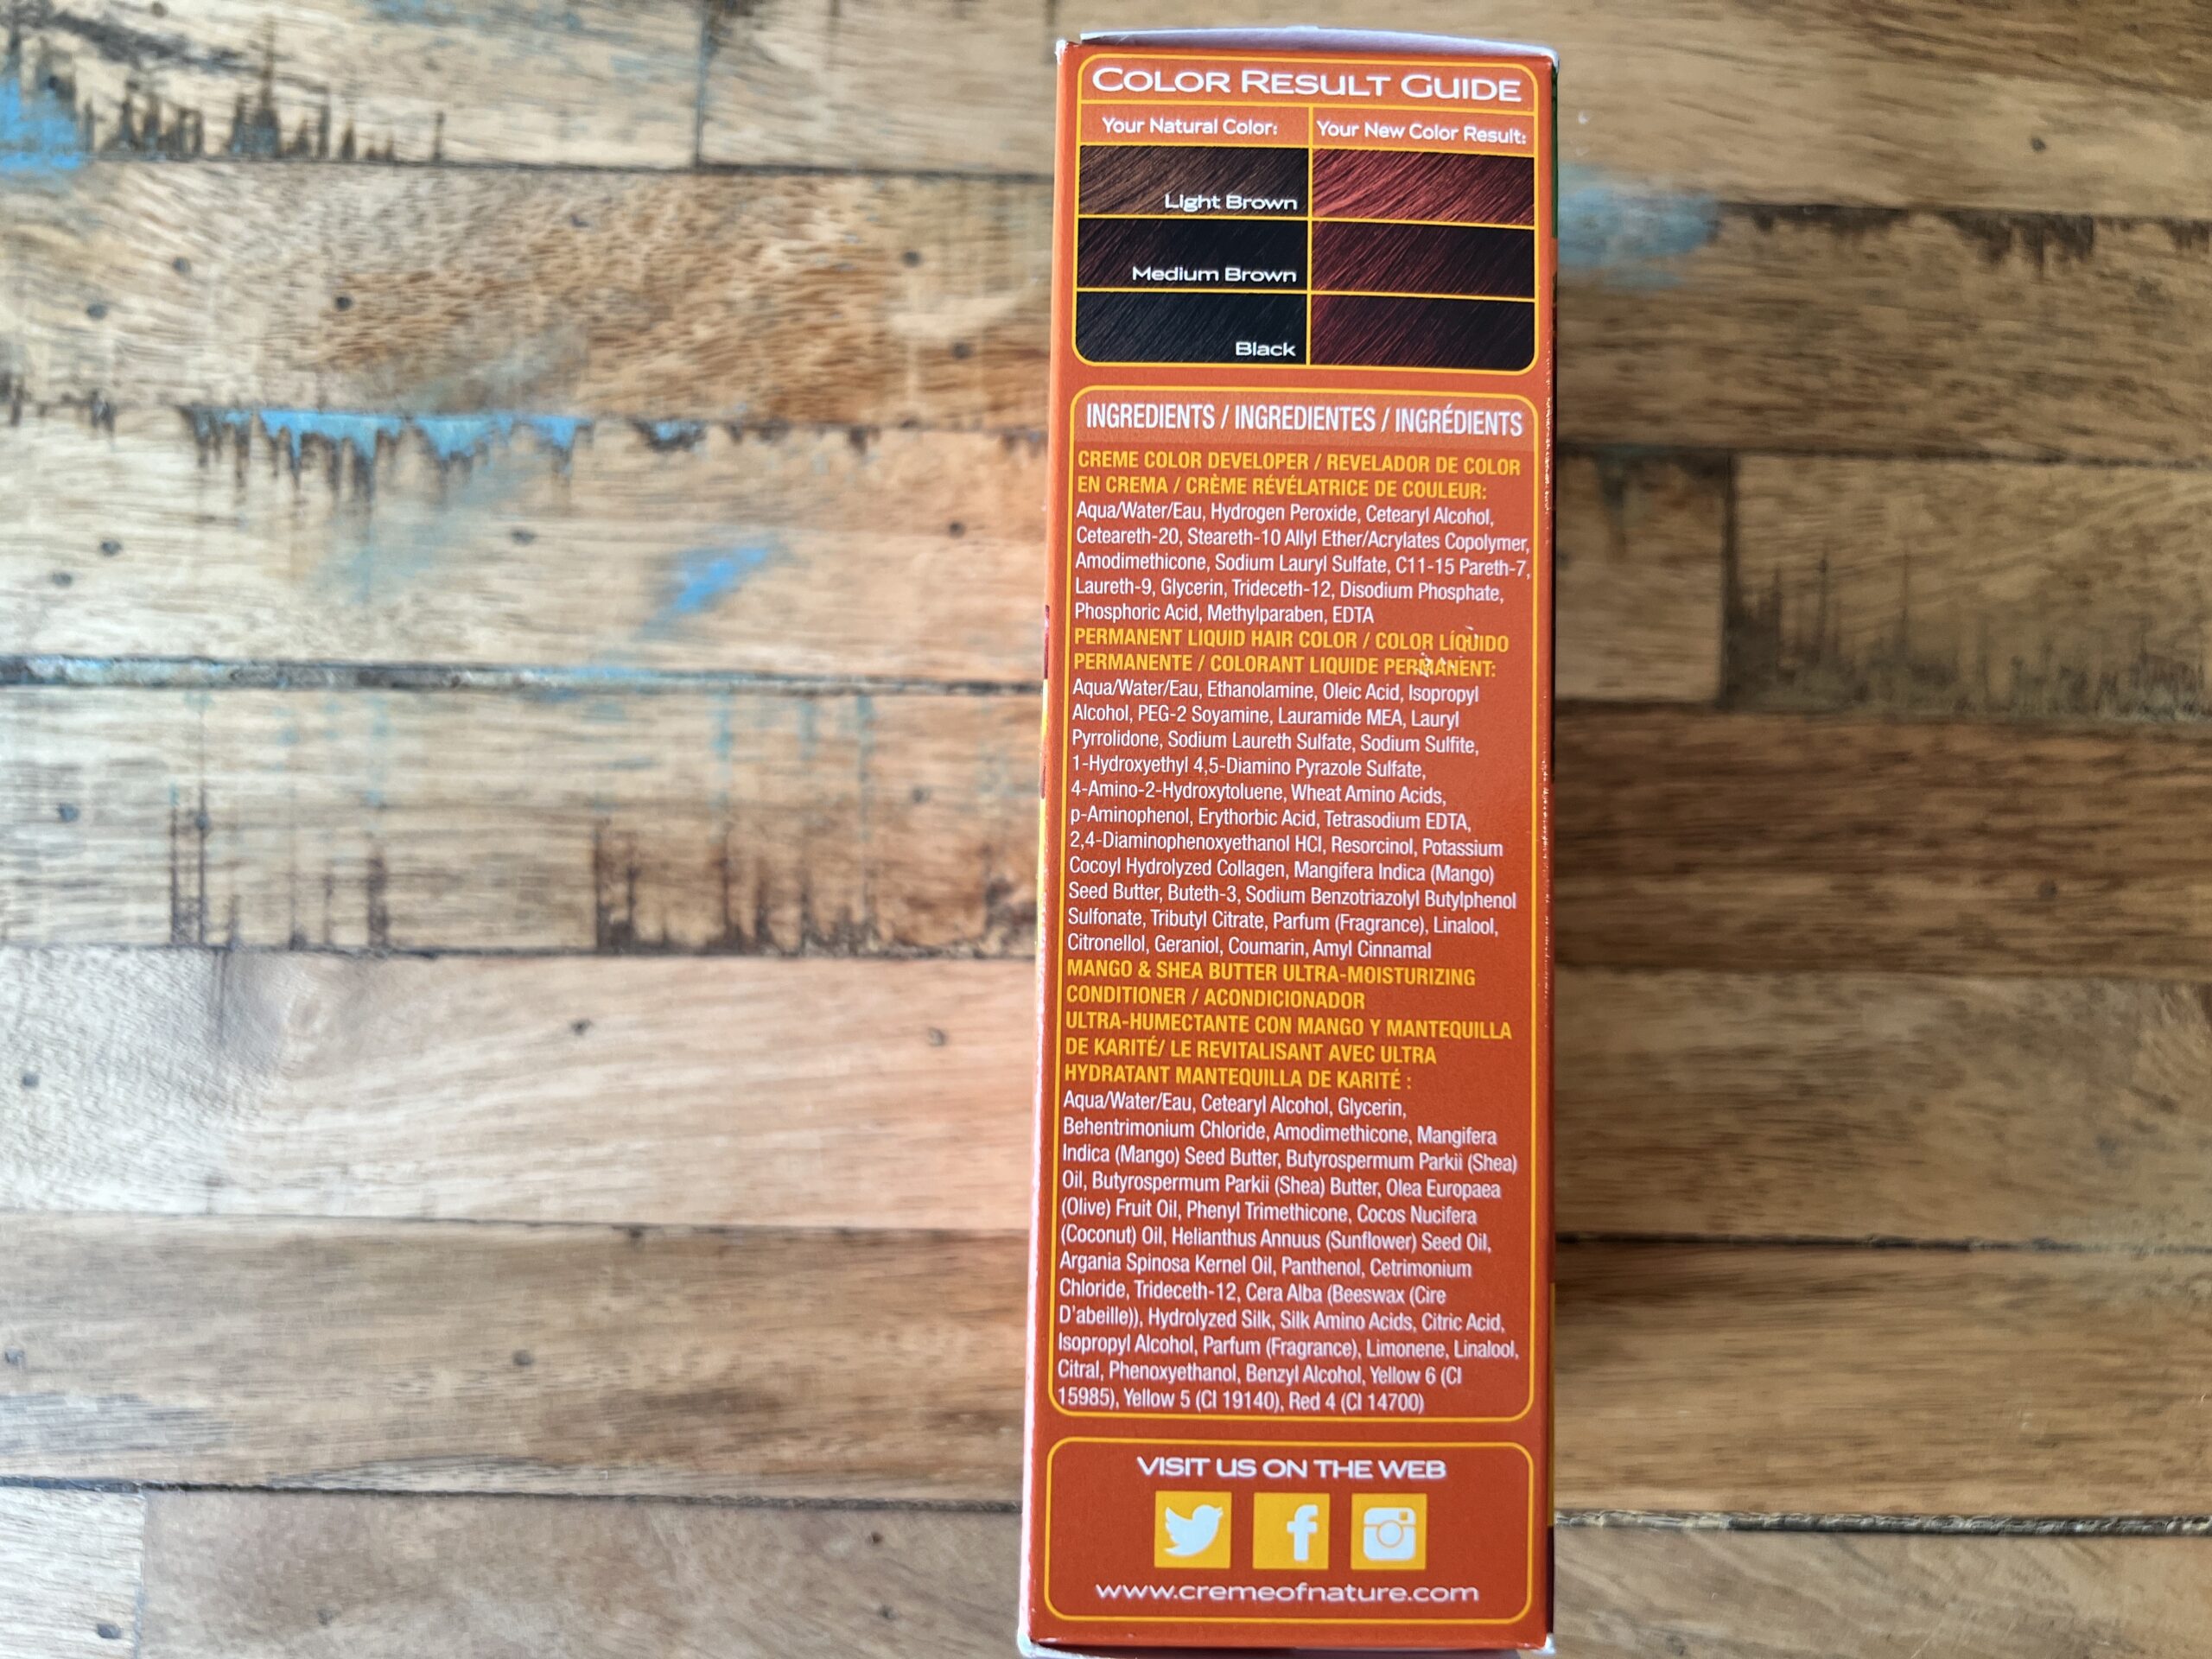 COLOR RESULT GUIDE
Your Natural Color:
Your New Color Result:
Light Brown
Medium Brown
Black
INGREDIENTS / INGREDIENTES / INGRÉDIENTS
CREME COLOR DEVELOPER / REVELADOR DE COLOR
EN CREMA / CRÈME RÉVÉLATRICE DE COULEUR:
Aqua/Water/Eau, Hydrogen Peroxide, Cetearyl Alcohol,
Ceteareth-20, Steareth-10 Allyl Ether/Acrylates Copolymer,
Amodimethicone, Sodium Lauryl Sulfate, C11-15 Pareth-7,
Laureth-9, Glycerin, Trideceth-12, Disodium Phosphate,
Phosphoric Acid, Methylparaben, EDTA
PERMANENT LIQUID HAIR COLOR / COLOR LÍQUIDO
PERMANENTE / COLORANT LIQUIDE PERMANENT:
Aqua/Water/Eau, Ethanolamine, Oleic Acid, Isopropyl
Alcohol, PEG-2 Soyamine, Lauramide MEA, Lauryl
Pyrrolidone, Sodium Laureth Sulfate, Sodium Sulfite,
1-Hydroxyethyl 4,5-Diamino Pyrazole Sulfate,
4-Amino-2-Hydroxytoluene, Wheat Amino Acids,
p-Aminophenol, Erythorbic Acid, Tetrasodium EDTA,
2,4-Diaminophenoxyethanol HCl, Resorcinol, Potassium
Cocoyl Hydrolyzed Collagen, Mangifera Indica (Mango)
Seed Butter, Buteth-3, Sodium Benzotriazolyl Butylphenol
Sulfonate, Tributyl Citrate, Parfum (Fragrance), Linalool,
Citronellol, Geraniol, Coumarin, Amyl Cinnamal
MANGO & SHEA BUTTER ULTRA-MOISTURIZING
CONDITIONER / ACONDICIONADOR
ULTRA-HUMECTANTE CON MANGO Y MANTEQUILLA
DE KARITÉ/ LE REVITALISANT AVEC ULTRA
HYDRATANT MANTEQUILLA DE KARITÉ :
Aqua/Water/Eau, Cetearyl Alcohol, Glycerin,
Behentrimonium Chloride, Amodimethicone, Mangifera
Indica (Mango) Seed Butter, Butyrospermum Parkii (Shea)
Oil, Butyrospermum Parkii (Shea) Butter, Olea Europaea
(Olive) Fruit Oil, Phenyl Trimethicone, Cocos Nucifera
(Coconut) Oil, Helianthus Annuus (Sunflower) Seed Oil,
Argania Spinosa Kernel Oil, Panthenol, Cetrimonium
Chloride, Trideceth-12, Cera Alba (Beeswax (Cire
D'abeille)), Hydrolyzed Silk, Silk Amino Acids, Citric Acid,
Isopropyl Alcohol, Parfum (Fragrance), Limonene, Linalool,
Citral, Phenoxyethanol, Benzyl Alcohol, Yellow 6 (CI
15985), Yellow 5 (CI 19140), Red 4 (CI 14700)
VISIT US ON THE WEB
www.cremeofnature.com